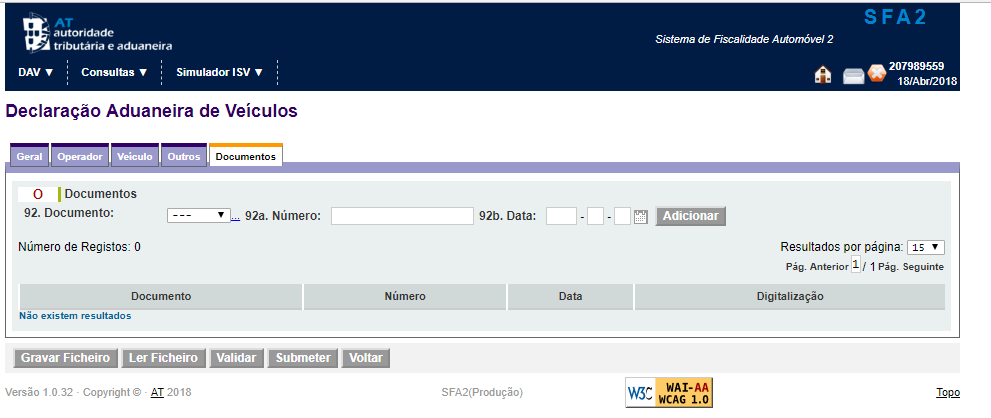 SFA2
AT
autoridade
tributária e aduaneira
Sistema de Fiscalidade Automóvel 2
DAV ▼ Consultas ▼ Simulador ISV ▼
207989559
18/Abr/2018
Declaração Aduaneira de Veículos
Geral Operador Veículo Outros Documentos
O Documentos
92. Documento: --- ▼ ... 92a. Número: 92b. Data: - - Adicionar
Número de Registos: 0 Resultados por página: 15 ▼
Pág. Anterior 1 / 1 Pág. Seguinte
Documento Número Data Digitalização
Não existem resultados
Gravar Ficheiro Ler Ficheiro Validar Submeter Voltar
Versão 1.0.32 · Copyright © · AT 2018 SFA2(Produção) W3C WAI-AA WCAG 1.0 Topo